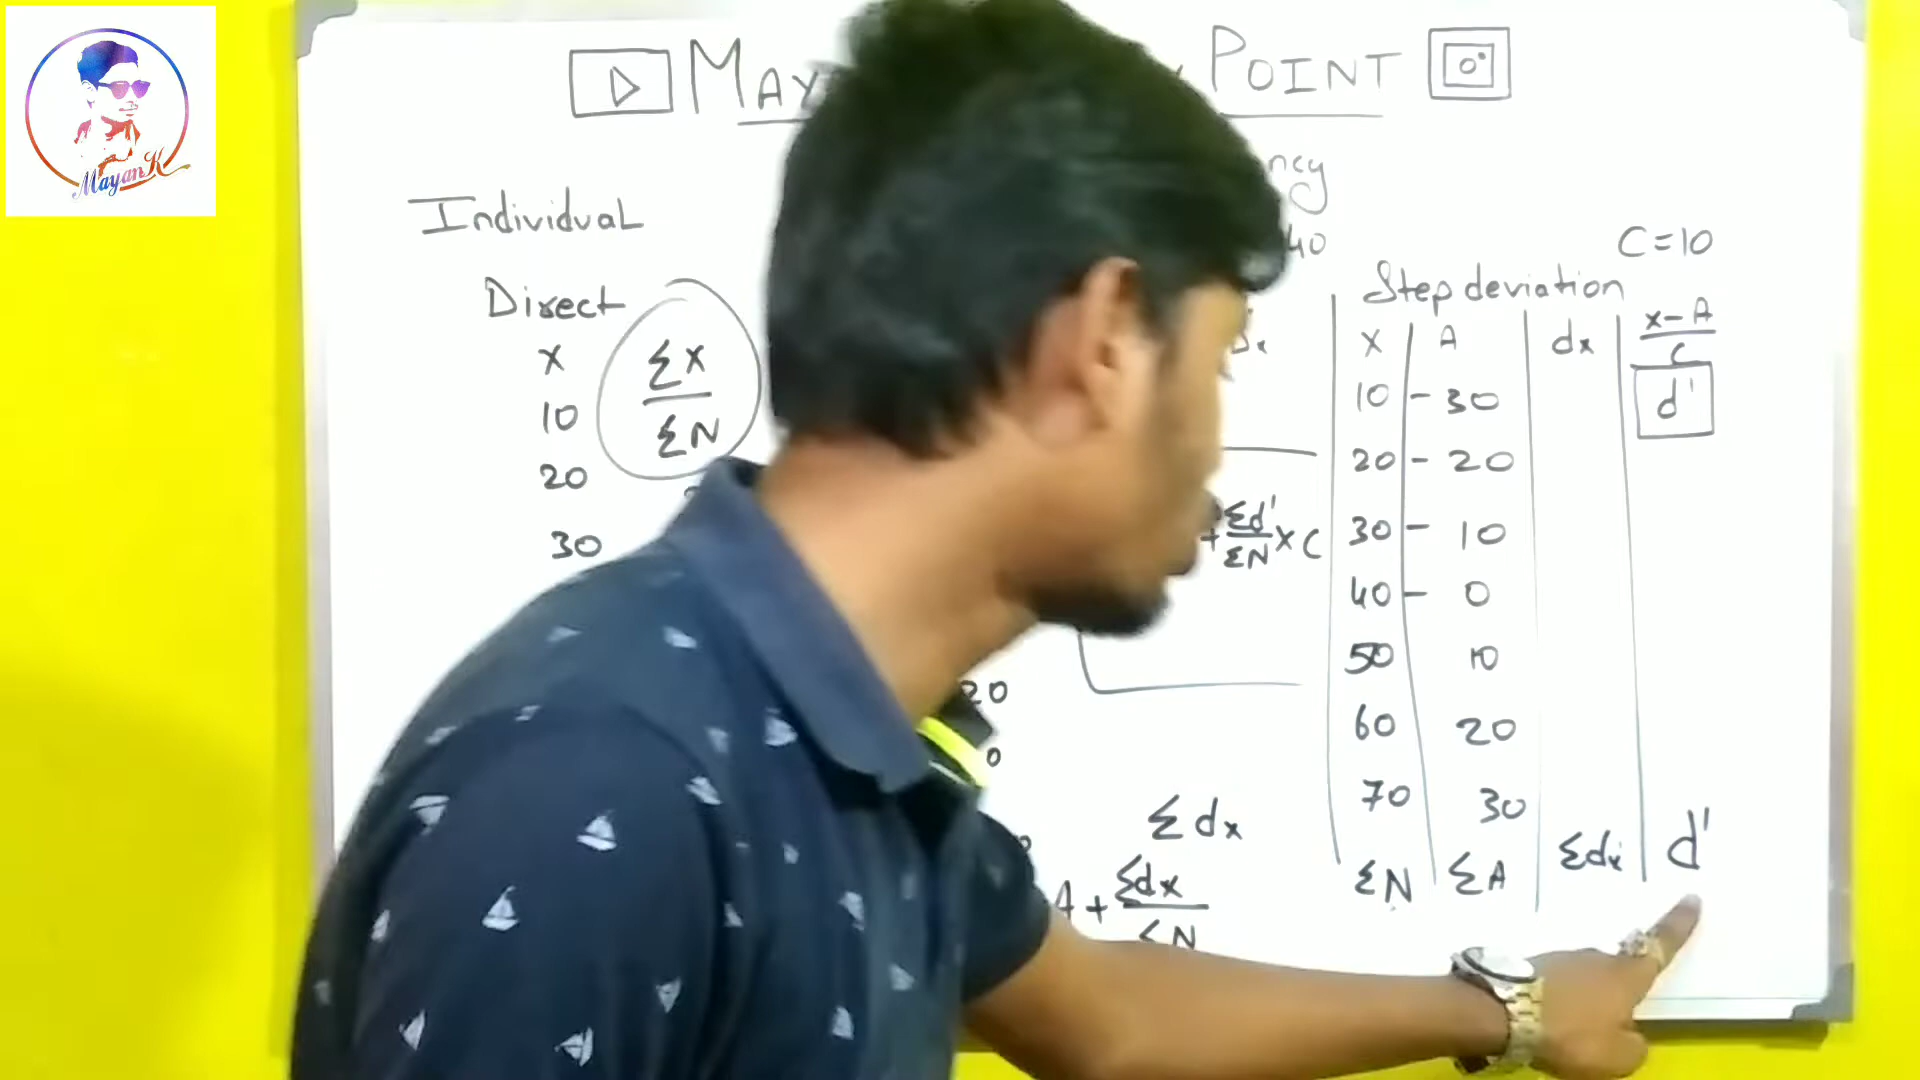 MayanK
POINT
ncy
Individual
40
C=10
Direct
Step deviation
ΣX
ΣN
x
10
20
30
X A dx x-A
C
d'
10 - 30
20 - 20
30 - 10
40 - 0
50 10
60 20
70 30
ΣN ΣA Σdx d'
+ Σd' x C
ΣN
20
0
Σdx
A + Σdx
ΣN